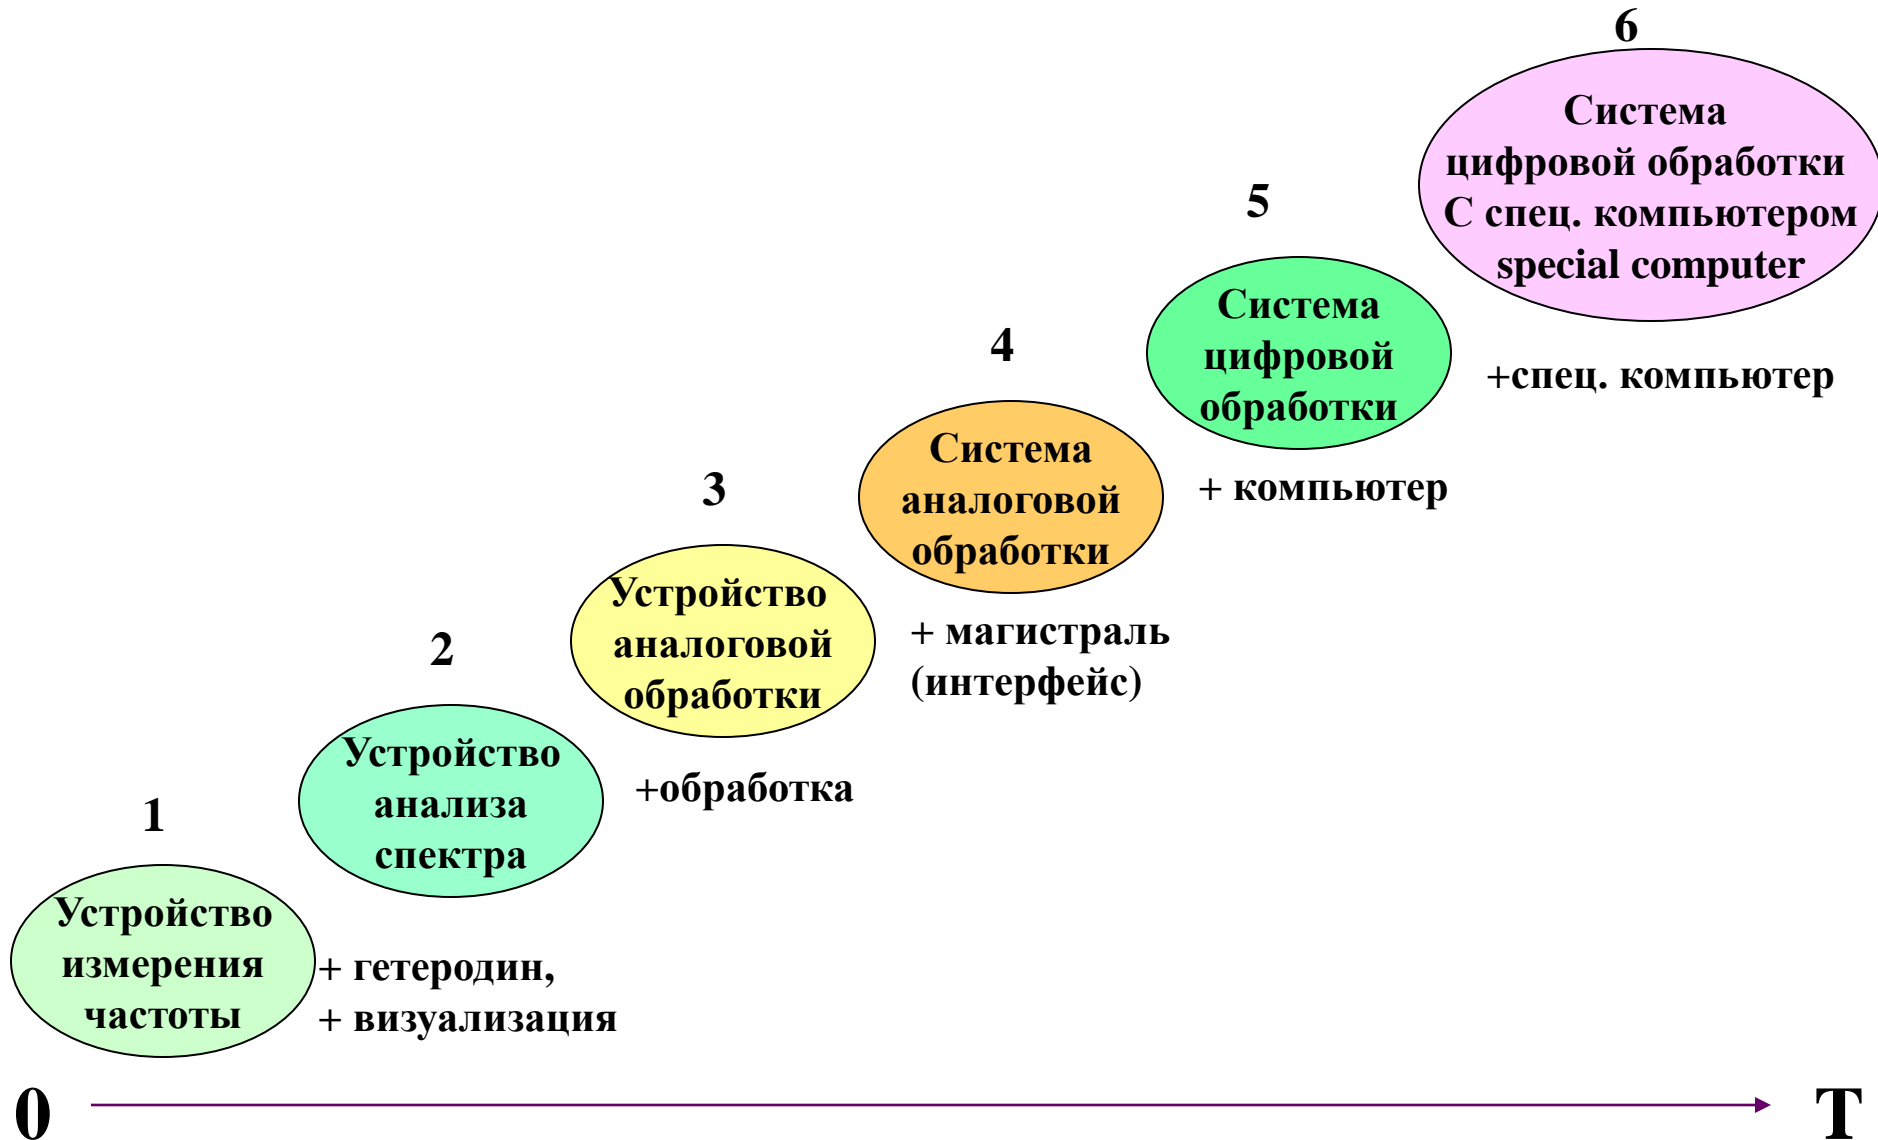 6
Система
цифровой обработки
С спец. компьютером
special computer
+спец. компьютер
5
Система
цифровой
обработки
+ компьютер
4
Система
аналоговой
обработки
+ магистраль
(интерфейс)
3
Устройство
аналоговой
обработки
+обработка
2
Устройство
анализа
спектра
+ гетеродин,
+ визуализация
1
Устройство
измерения
частоты
0
Т